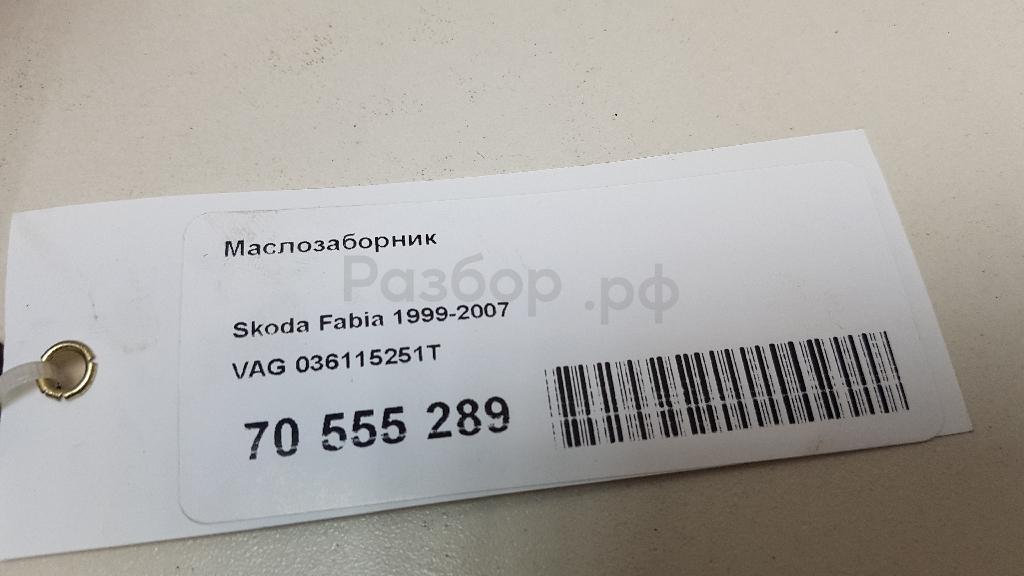 Маслозаборник
Разбор.рф
Skoda Fabia 1999-2007
VAG 036115251T
70 555 289